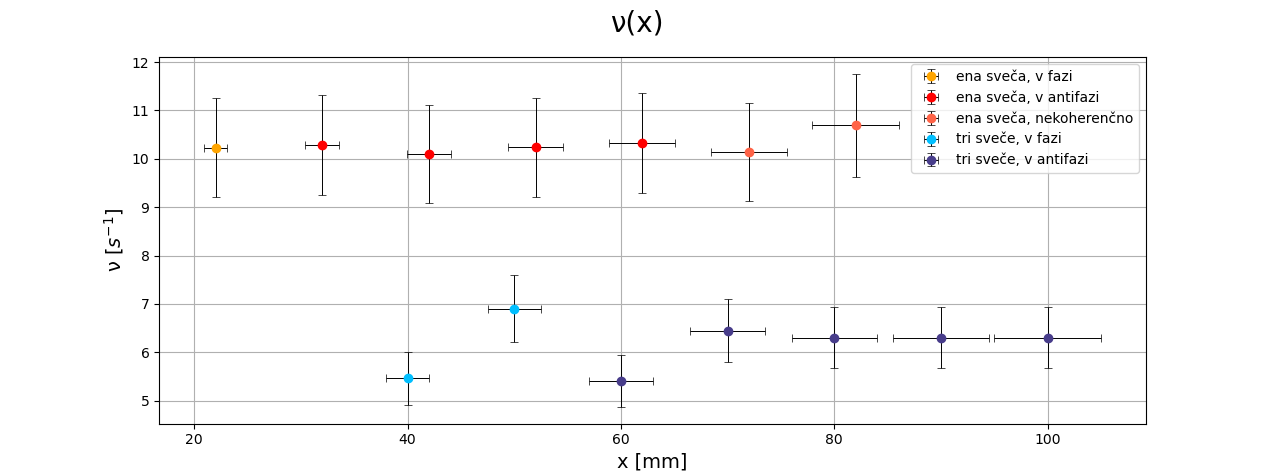 ν(x)
12
11
10
9
8
7
6
5
ν [s⁻¹]
20 40 60 80 100
x [mm]
ena sveča, v fazi
ena sveča, v antifazi
ena sveča, nekoherenčno
tri sveče, v fazi
tri sveče, v antifazi